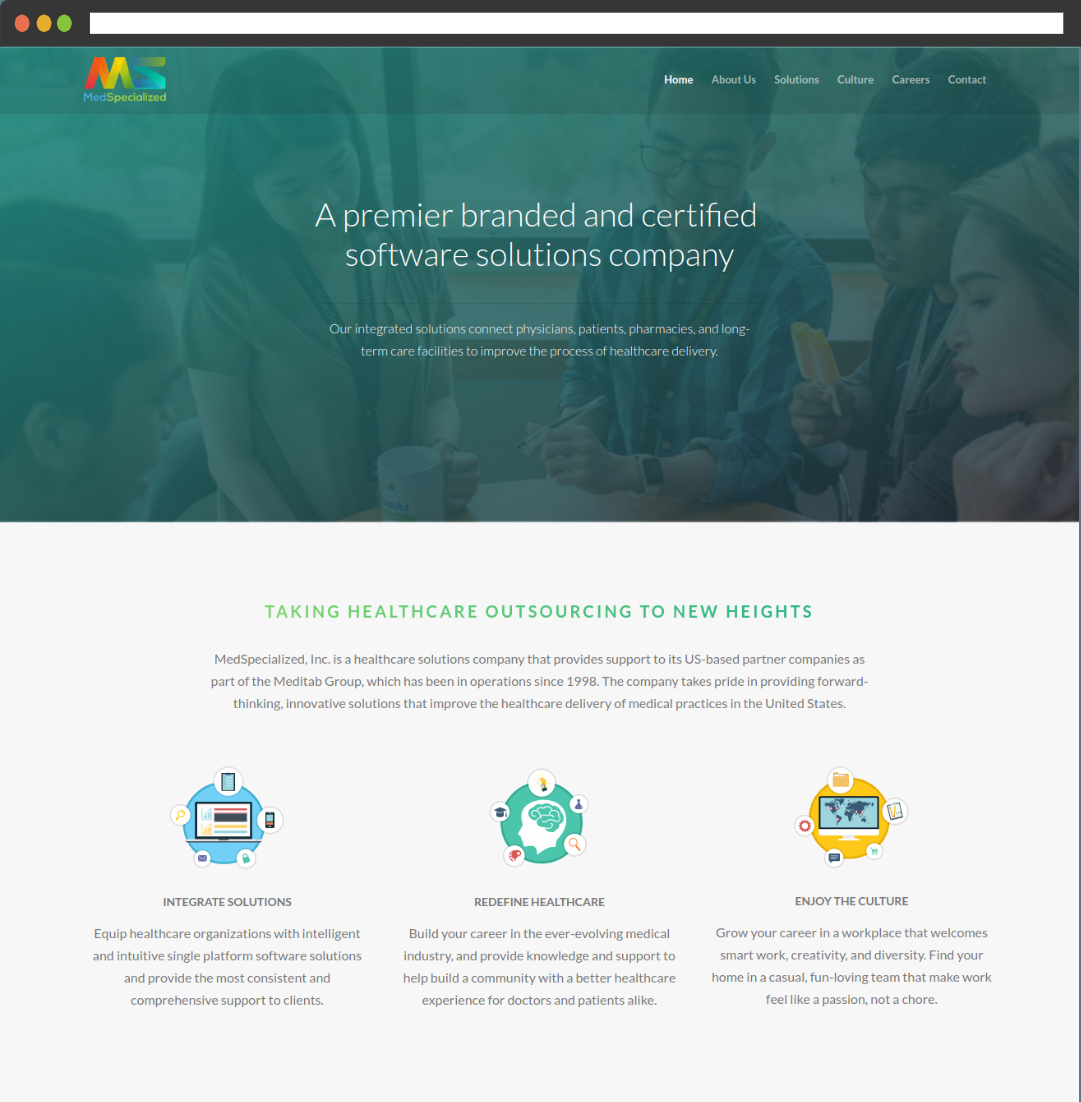 MS
MedSpecialized
Home About Us Solutions Culture Careers Contact
A premier branded and certified
software solutions company
Our integrated solutions connect physicians, patients, pharmacies, and long-
term care facilities to improve the process of healthcare delivery.
TAKING HEALTHCARE OUTSOURCING TO NEW HEIGHTS
MedSpecialized, Inc. is a healthcare solutions company that provides support to its US-based partner companies as
part of the Meditab Group, which has been in operations since 1998. The company takes pride in providing forward-
thinking, innovative solutions that improve the healthcare delivery of medical practices in the United States.
INTEGRATE SOLUTIONS
Equip healthcare organizations with intelligent
and intuitive single platform software solutions
and provide the most consistent and
comprehensive support to clients.
REDEFINE HEALTHCARE
Build your career in the ever-evolving medical
industry, and provide knowledge and support to
help build a community with a better healthcare
experience for doctors and patients alike.
ENJOY THE CULTURE
Grow your career in a workplace that welcomes
smart work, creativity, and diversity. Find your
home in a casual, fun-loving team that make work
feel like a passion, not a chore.